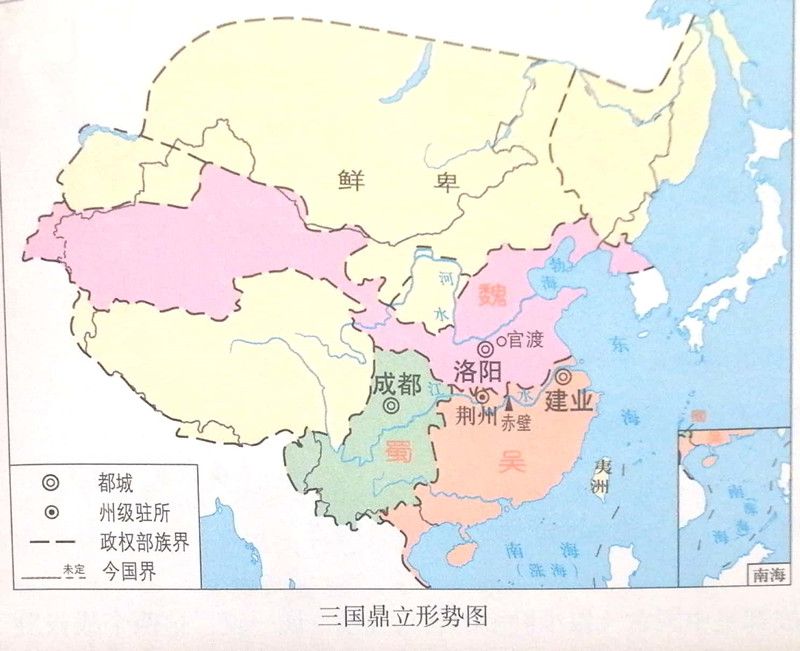 鲜 卑
渤海
河水
魏
官渡
洛阳
东海
成都
江水
建业
荆州
赤壁
蜀
吴
夷洲
南海
(涨海)
南海
南海
都城
州级驻所
政权部族界
未定
今国界
三国鼎立形势图